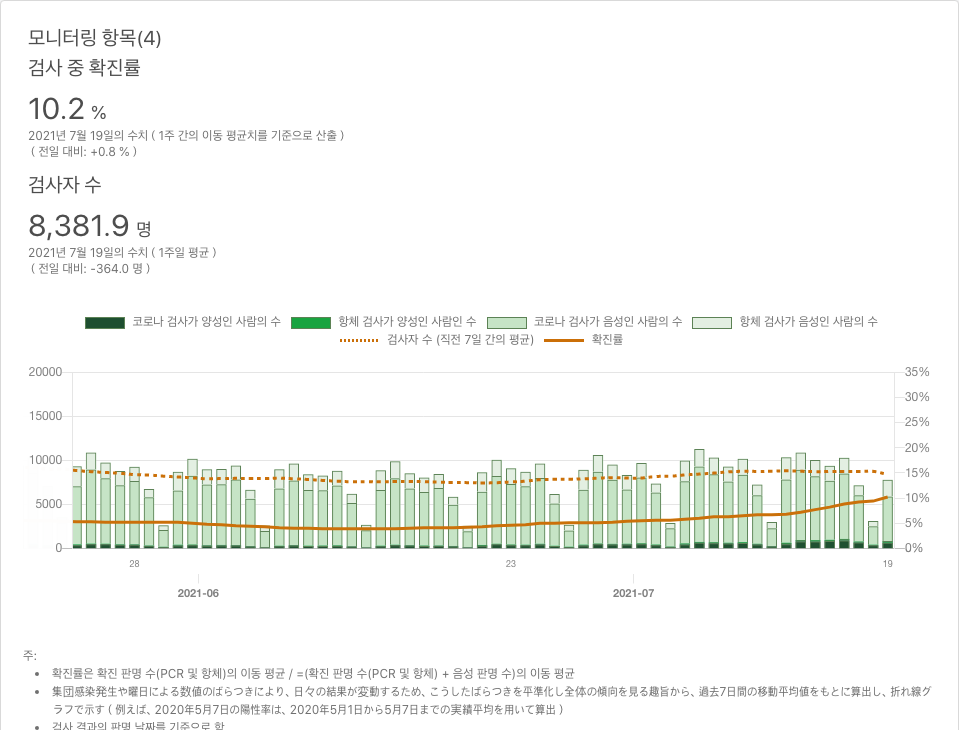 모니터링 항목(4)
검사 중 확진률
10.2 %
2021년 7월 19일의 수치 ( 1주 간의 이동 평균치를 기준으로 산출 )
( 전일 대비: +0.8 % )
검사자 수
8,381.9 명
2021년 7월 19일의 수치 ( 1주일 평균 )
( 전일 대비: -364.0 명 )
코로나 검사가 양성인 사람의 수 항체 검사가 양성인 사람인 수 코로나 검사가 음성인 사람의 수 항체 검사가 음성인 사람의 수
검사자 수 (직전 7일 간의 평균) 확진률
20000 35%
30%
15000 25%
20%
10000 15%
5000 10%
5%
0 0%
28 23 19
2021-06 2021-07
주:
• 확진률은 확진 판명 수(PCR 및 항체)의 이동 평균 / =(확진 판명 수(PCR 및 항체) + 음성 판명 수)의 이동 평균
• 集団感染発生や曜日による数値のばらつきにより、日々の結果が変動するため、こうしたばらつきを平準化し全体の傾向を見る趣旨から、過去7日間の移動平均値をもとに算出し、折れ線グ
ラフで示す ( 例えば、2020年5月7日の陽性率は、2020年5月1日から5月7日までの実績平均を用いて算出 )
• 검사 결과의 판명 날짜를 기준으로 함